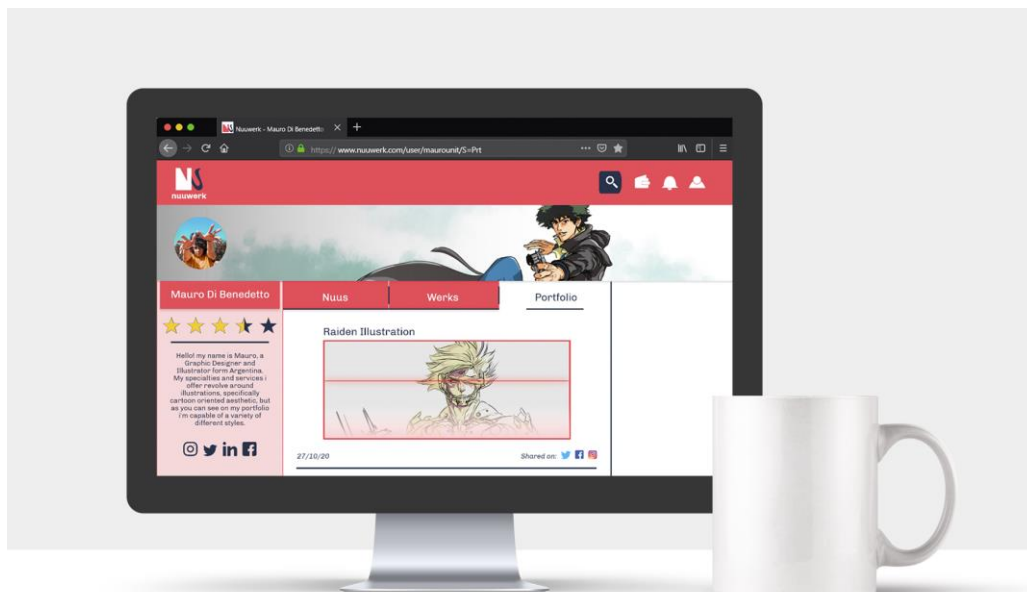 Nuuwerk - Mauro Di Benedetto
https://www.nuuwerk.com/user/maurounit/S=Prt
nuuwerk
Mauro Di Benedetto
Nuus
Werks
Portfolio
Raiden Illustration
Hello! my name is Mauro, a
Graphic Designer and
Illustrator form Argentina.
My specialties and services i
offer revolve around
illustrations, specifically
cartoon oriented aesthetic, but
as you can see on my portfolio
i'm capable of a variety of
different styles.
27/10/20
Shared on: